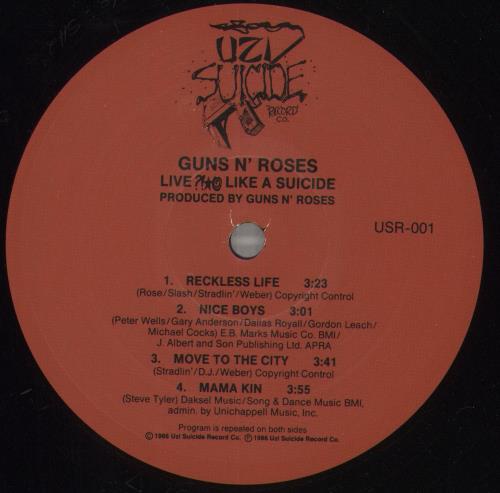 UZI
SUICIDE
RECORD
CO.
GUNS N' ROSES
LIVE ?!*@ LIKE A SUICIDE
PRODUCED BY GUNS N' ROSES
USR-001
1. RECKLESS LIFE 3:23
(Rose/Slash/Stradlin'/Weber) Copyright Control
2. NICE BOYS 3:01
(Peter Wells/Gary Anderson/Dallas Royall/Gordon Leach/
Michael Cocks) E.B. Marks Music Co. BMI/
J. Albert and Son Publishing Ltd. APRA
3. MOVE TO THE CITY 3:41
(Stradlin'/D.J./Weber) Copyright Control
4. MAMA KIN 3:55
(Steve Tyler) Daksel Music/Song & Dance Music BMI,
admin. by Unichappell Music, Inc.
Program is repeated on both sides
© 1986 Uzi Suicide Record Co. ℗ 1986 Uzi Suicide Record Co.